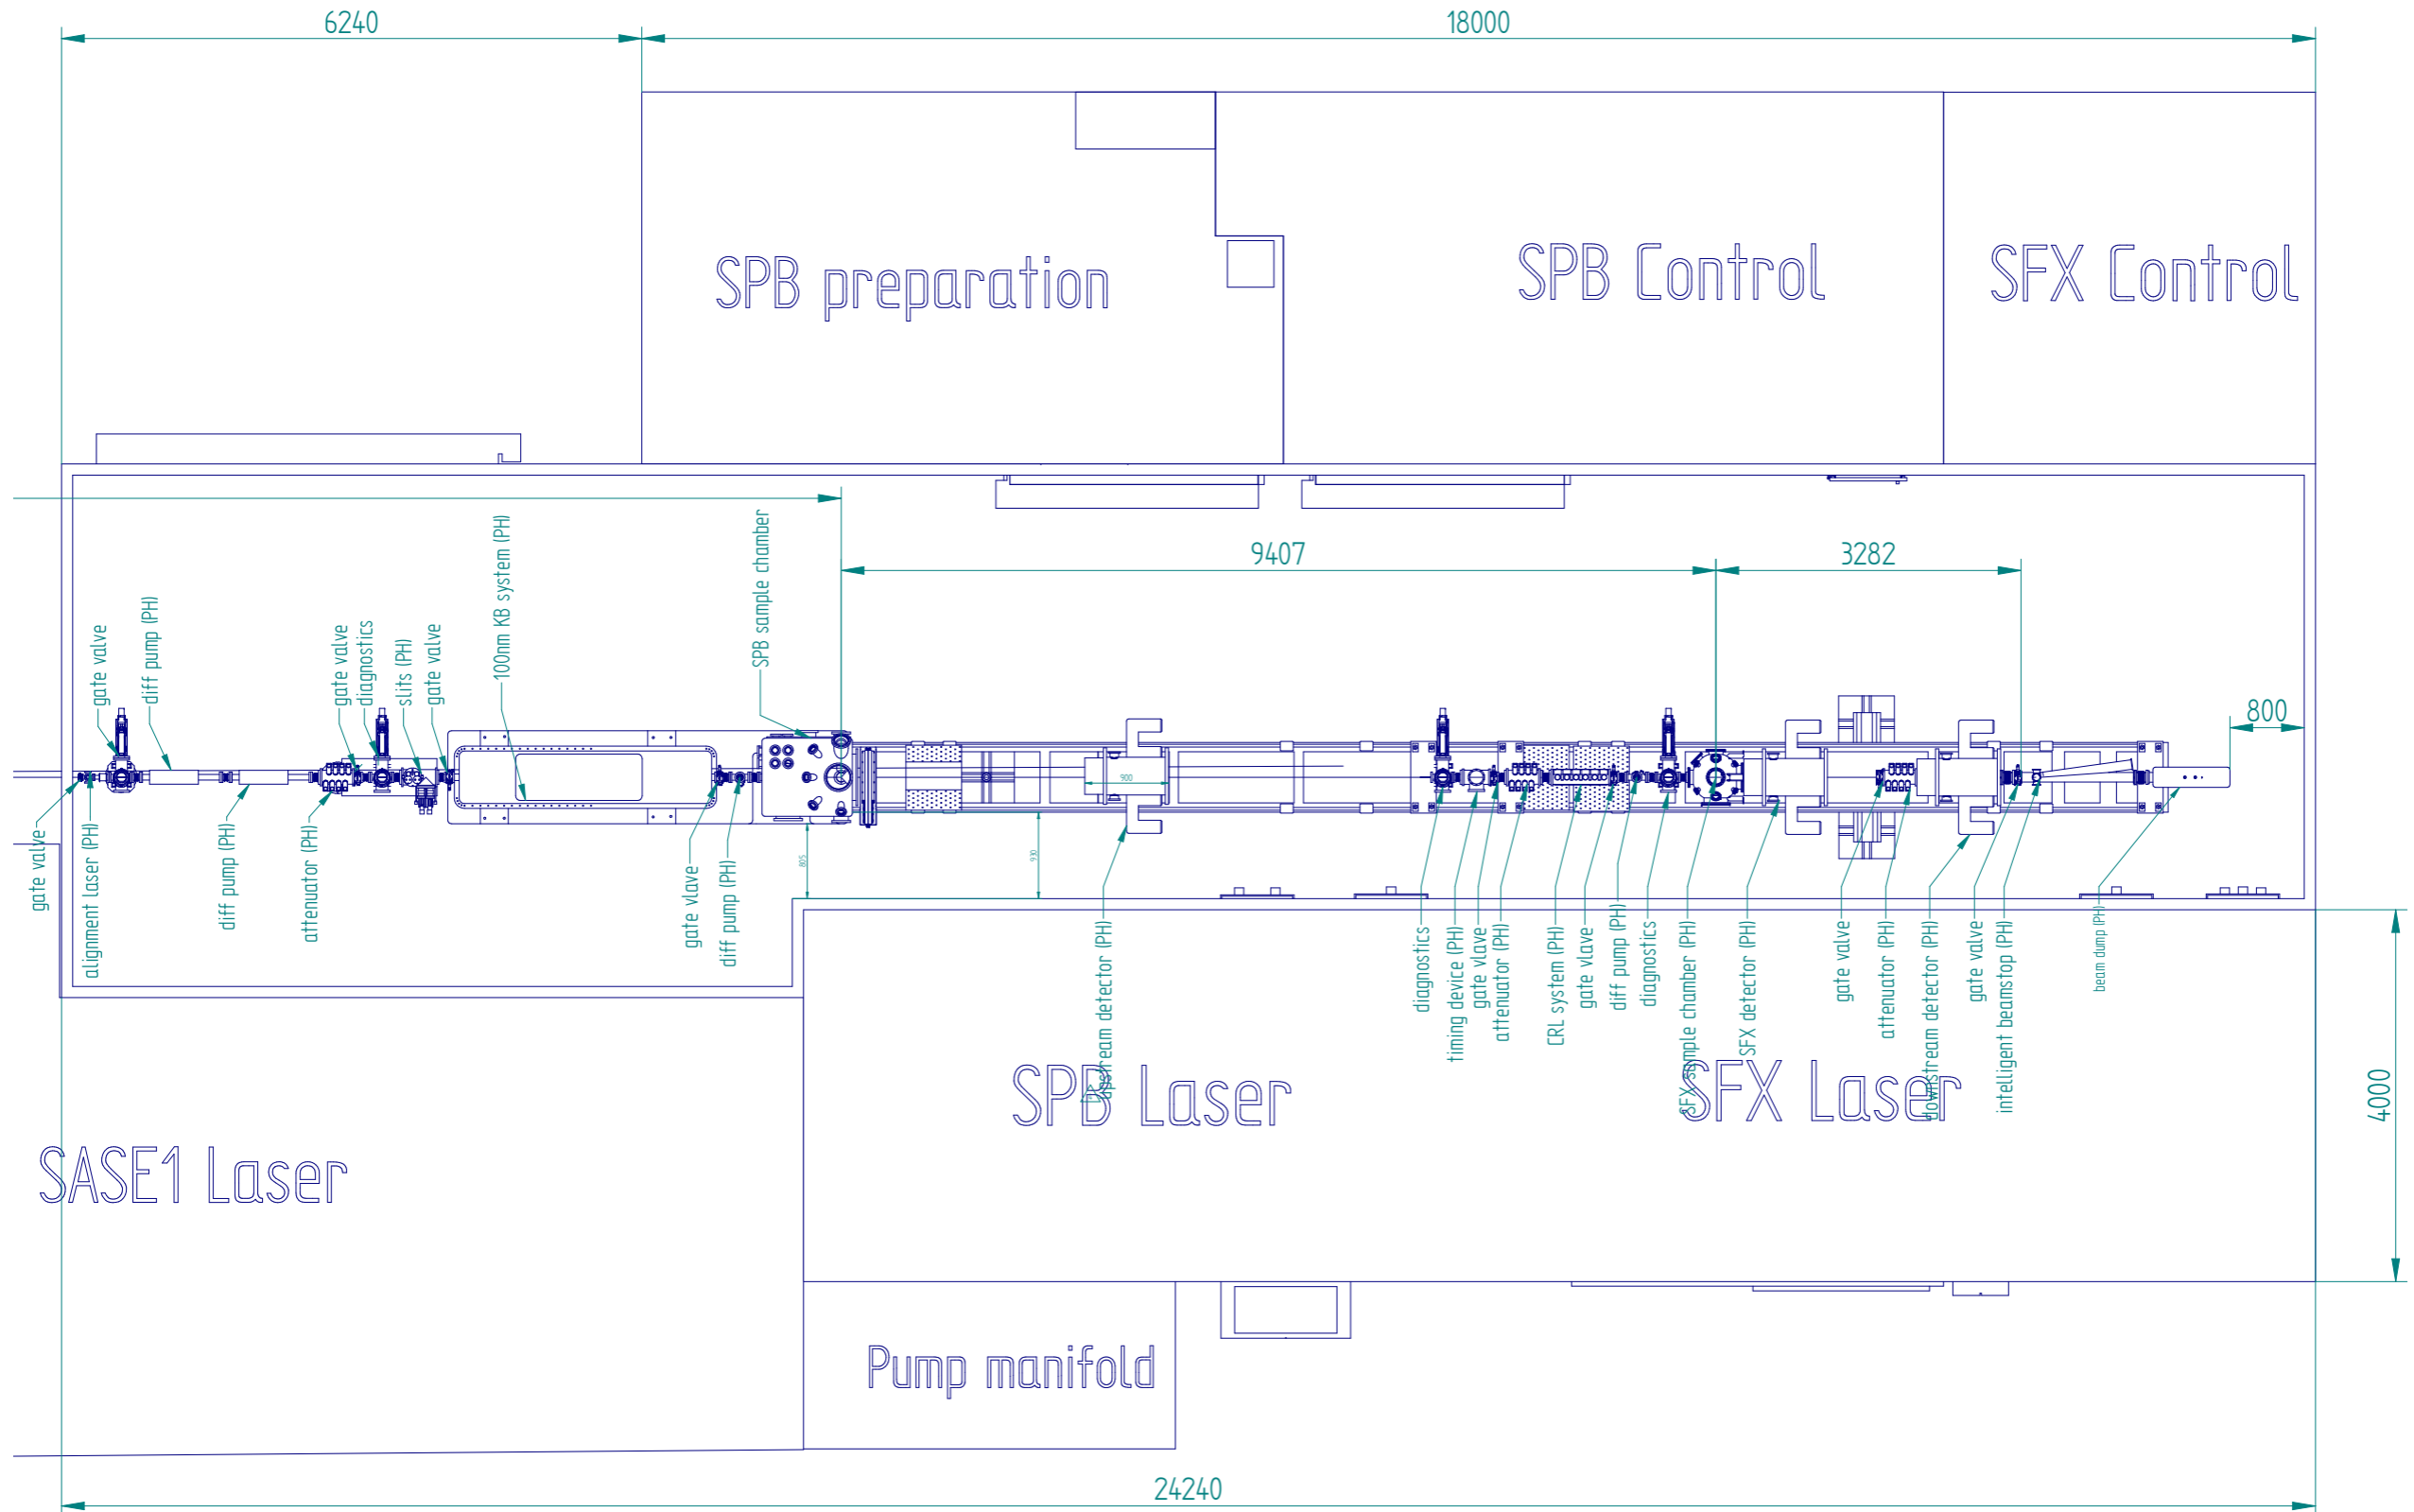 6240
18000
SPB preparation
SPB Control
SFX Control
9407
3282
800
100nm KB system (PH)
SPB sample chamber
gate valve
diff pump (PH)
gate valve
diagnostics
slits (PH)
gate valve
900
805
930
gate valve
alignment laser (PH)
diff pump (PH)
attenuator (PH)
gate vlave
diff pump (PH)
upstream detector (PH)
diagnostics
timing device (PH)
gate vlave
attenuator (PH)
CRL system (PH)
gate vlave
diff pump (PH)
diagnostics
SFX sample chamber (PH)
SFX detector (PH)
gate valve
attenuator (PH)
downstream detector (PH)
gate valve
intelligent beamstop (PH)
beam dump (PH)
SPB Laser
SFX Laser
4000
SASE1 Laser
Pump manifold
24240